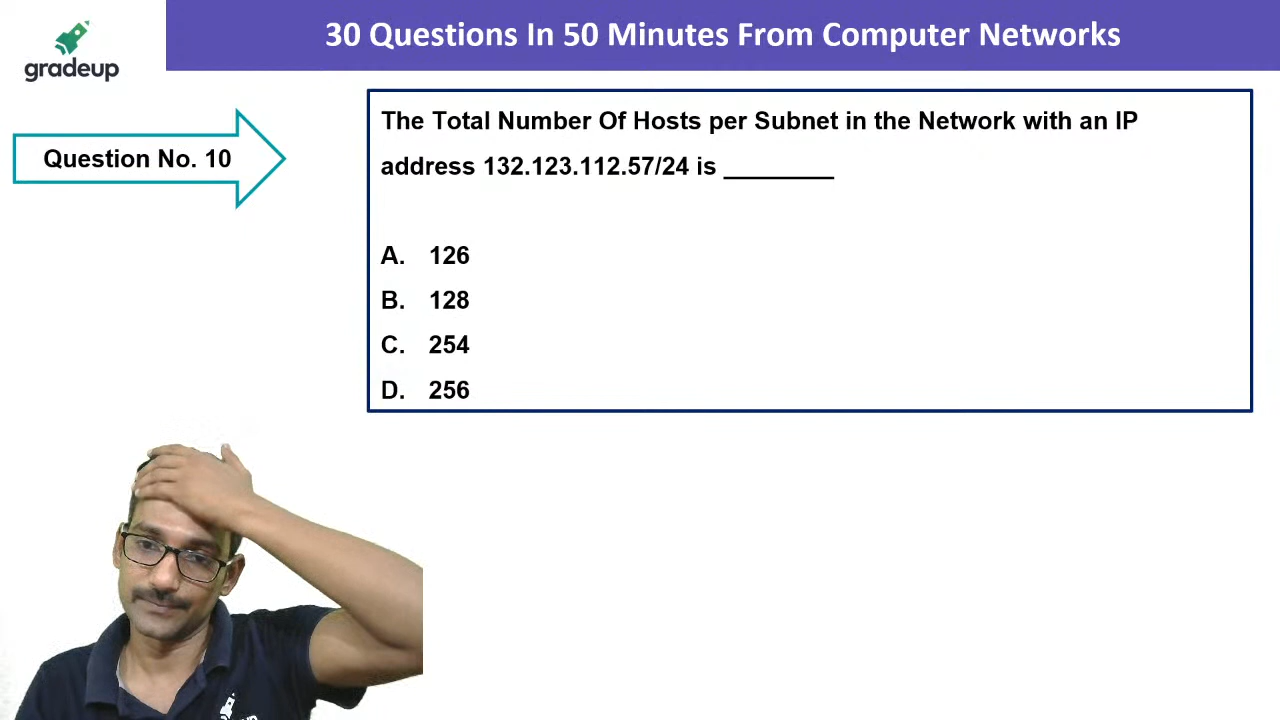 30 Questions In 50 Minutes From Computer Networks
gradeup
Question No. 10
The Total Number Of Hosts per Subnet in the Network with an IP
address 132.123.112.57/24 is ________
A. 126
B. 128
C. 254
D. 256